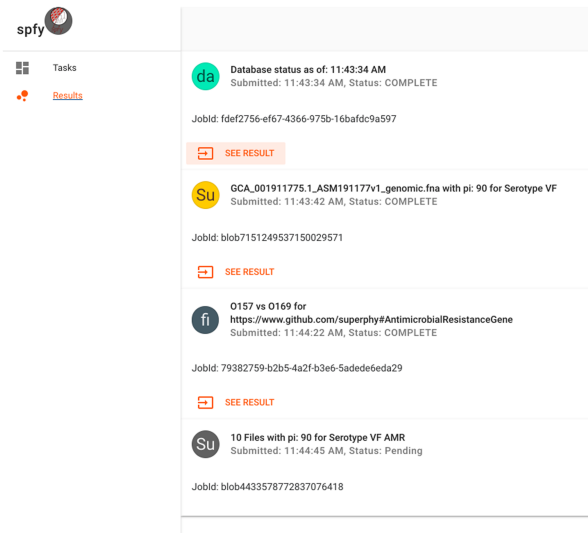 spfy
Tasks
Results
da
Database status as of: 11:43:34 AM
Submitted: 11:43:34 AM, Status: COMPLETE
JobId: fdef2756-ef67-4366-975b-16bafdc9a597
SEE RESULT
Su
GCA_001911775.1_ASM191177v1_genomic.fna with pi: 90 for Serotype VF
Submitted: 11:43:42 AM, Status: COMPLETE
JobId: blob7151249537150029571
SEE RESULT
fi
O157 vs O169 for
https://www.github.com/superphy#AntimicrobialResistanceGene
Submitted: 11:44:22 AM, Status: COMPLETE
JobId: 79382759-b2b5-4a2f-b3e6-5adede6eda29
SEE RESULT
Su
10 Files with pi: 90 for Serotype VF AMR
Submitted: 11:44:45 AM, Status: Pending
JobId: blob4433578772837076418